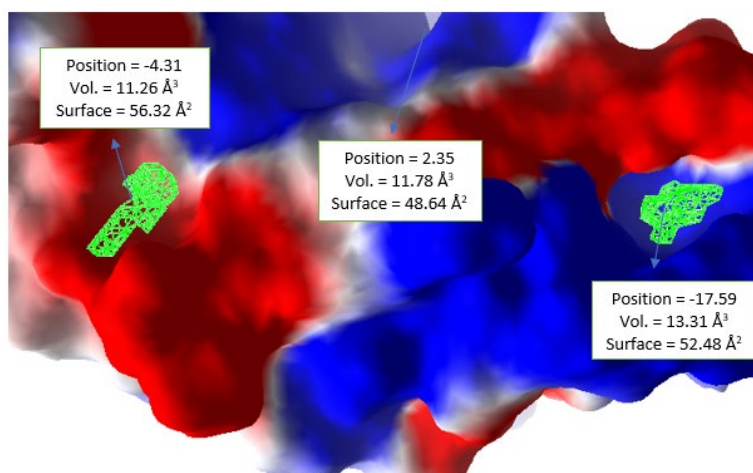 Position = -4.31
Vol. = 11.26 Å³
Surface = 56.32 Å²
Position = 2.35
Vol. = 11.78 Å³
Surface = 48.64 Å²
Position = -17.59
Vol. = 13.31 Å³
Surface = 52.48 Å²